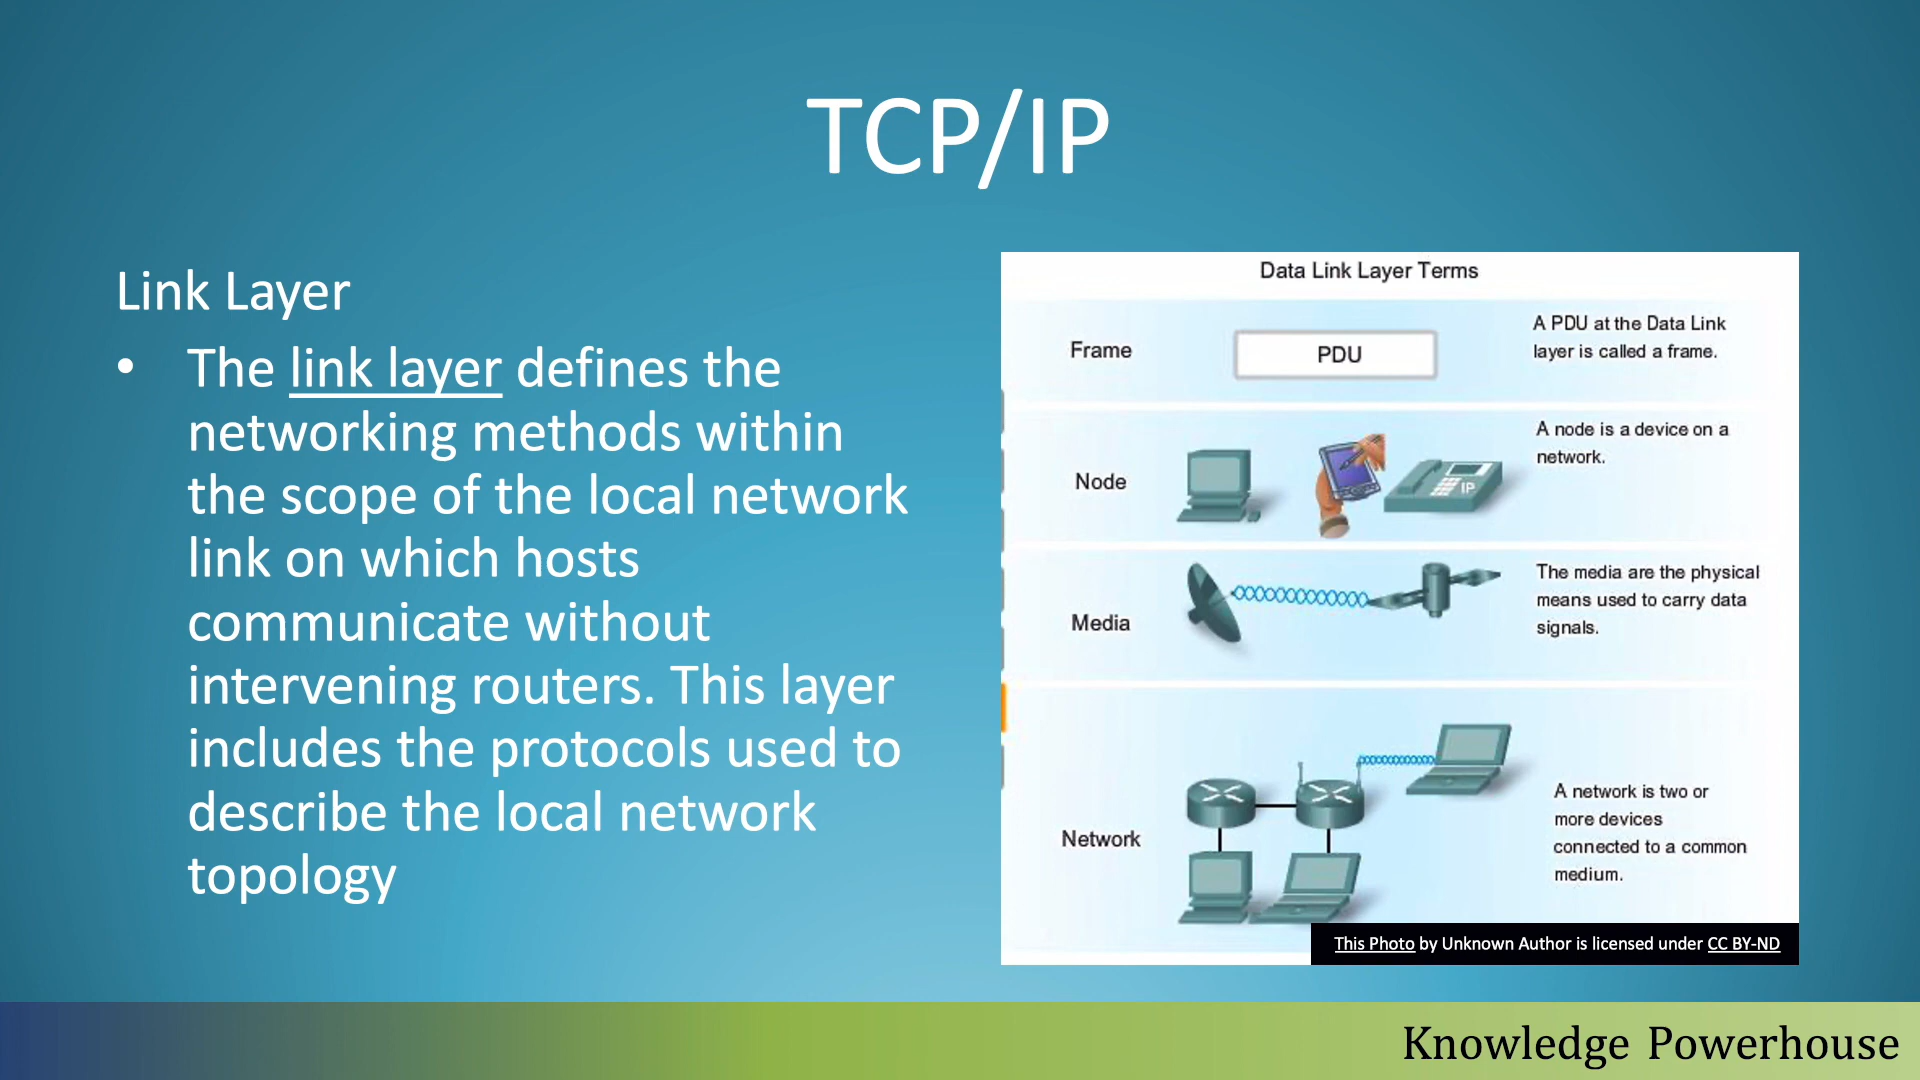 TCP/IP
Link Layer
• The link layer defines the
networking methods within
the scope of the local network
link on which hosts
communicate without
intervening routers. This layer
includes the protocols used to
describe the local network
topology
Data Link Layer Terms
Frame
PDU
A PDU at the Data Link
layer is called a frame.
Node
IP
A node is a device on a
network.
Media
The media are the physical
means used to carry data
signals.
Network
A network is two or
more devices
connected to a common
medium.
This Photo by Unknown Author is licensed under CC BY-ND
Knowledge Powerhouse